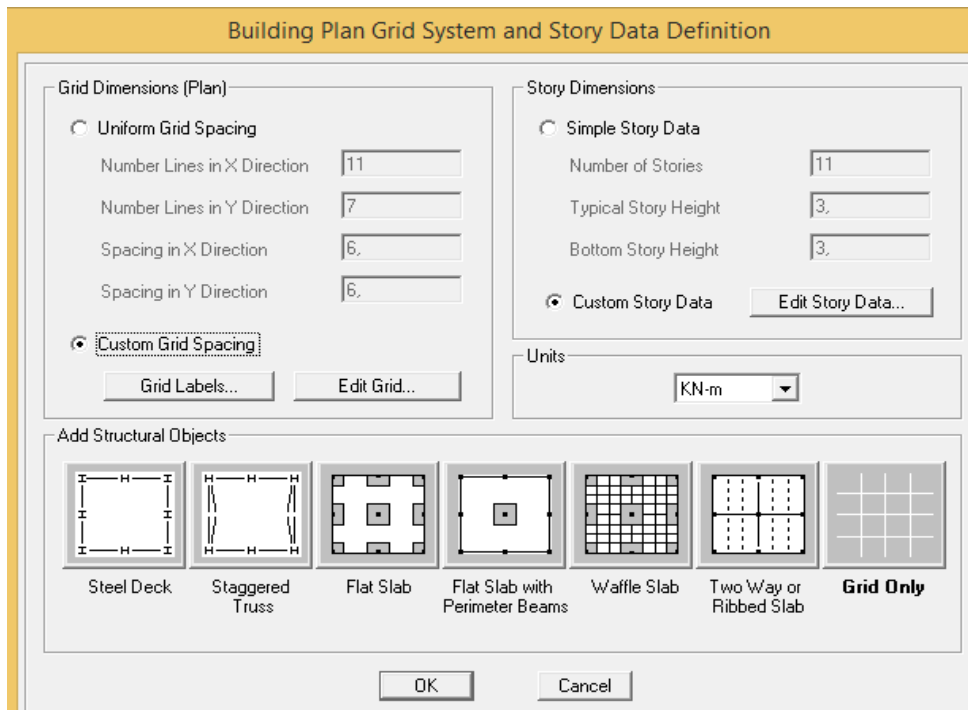 Building Plan Grid System and Story Data Definition
Grid Dimensions (Plan)
Uniform Grid Spacing
Number Lines in X Direction 11
Number Lines in Y Direction 7
Spacing in X Direction 6,
Spacing in Y Direction 6,
Custom Grid Spacing
Grid Labels... Edit Grid...
Story Dimensions
Simple Story Data
Number of Stories 11
Typical Story Height 3,
Bottom Story Height 3,
Custom Story Data Edit Story Data...
Units
KN-m
Add Structural Objects
Steel Deck
Staggered
Truss
Flat Slab
Flat Slab with
Perimeter Beams
Waffle Slab
Two Way or
Ribbed Slab
Grid Only
OK Cancel